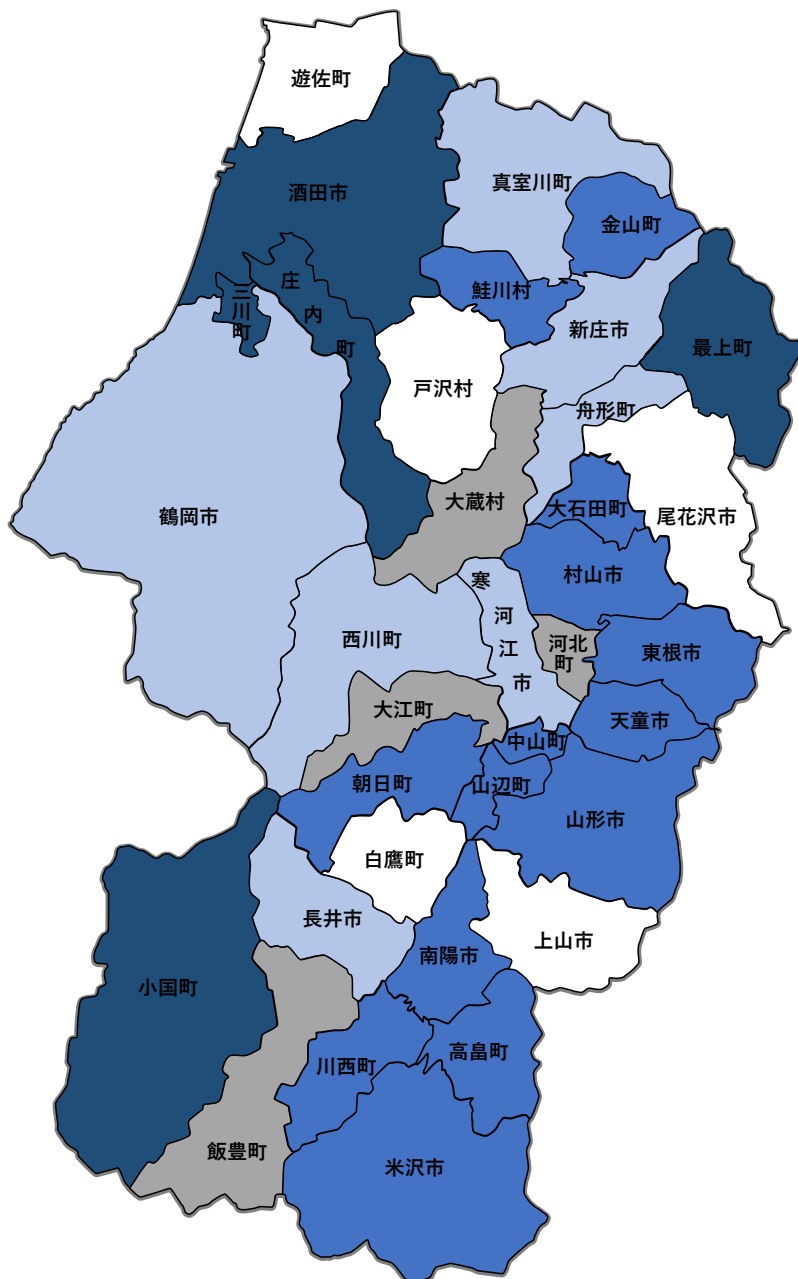 遊佐町
酒田市
真室川町
金山町
庄内町
三川町
鮭川村
新庄市
最上町
戸沢村
舟形町
大蔵村
大石田町
尾花沢市
鶴岡市
村山市
寒河江市
西川町
河北町
東根市
大江町
天童市
中山町
朝日町
山辺町
山形市
白鷹町
長井市
上山市
南陽市
小国町
高畠町
川西町
飯豊町
米沢市